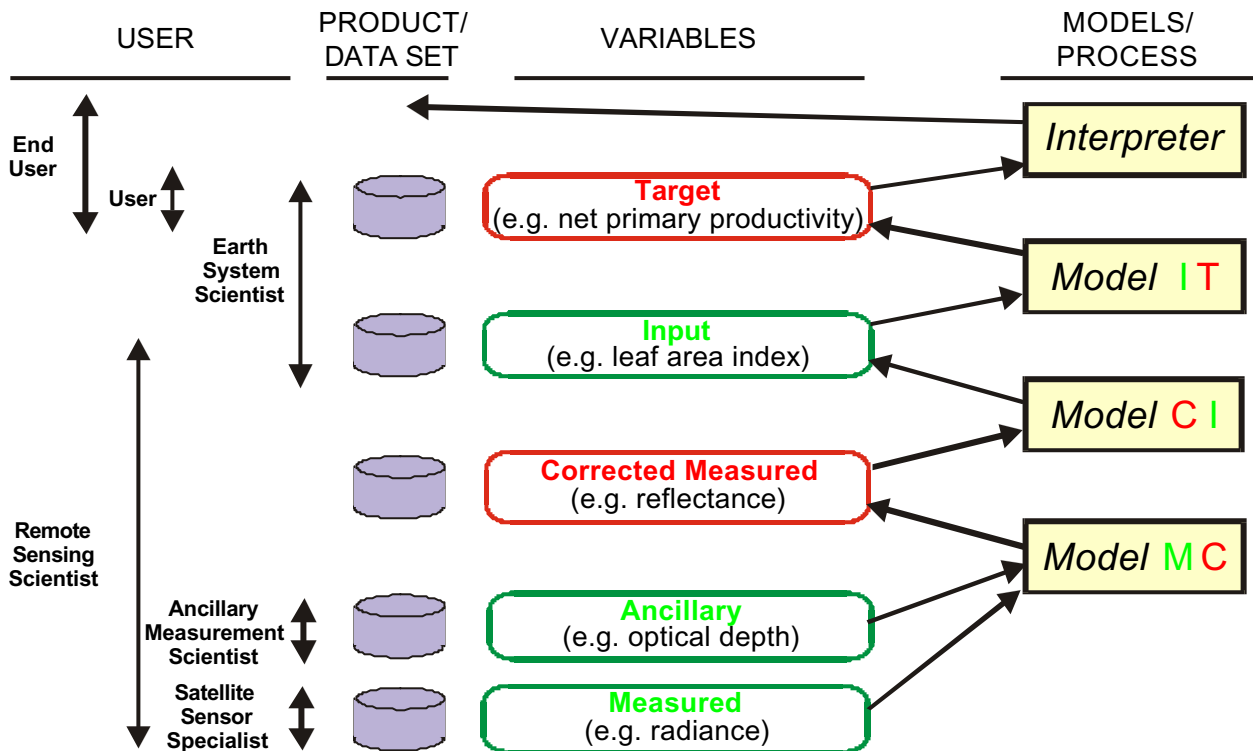 USER
PRODUCT/
DATA SET
VARIABLES
MODELS/
PROCESS
End
User
User
Earth
System
Scientist
Remote
Sensing
Scientist
Ancillary
Measurement
Scientist
Satellite
Sensor
Specialist
Target
(e.g. net primary productivity)
Input
(e.g. leaf area index)
Corrected Measured
(e.g. reflectance)
Ancillary
(e.g. optical depth)
Measured
(e.g. radiance)
Interpreter
Model I T
Model C I
Model M C